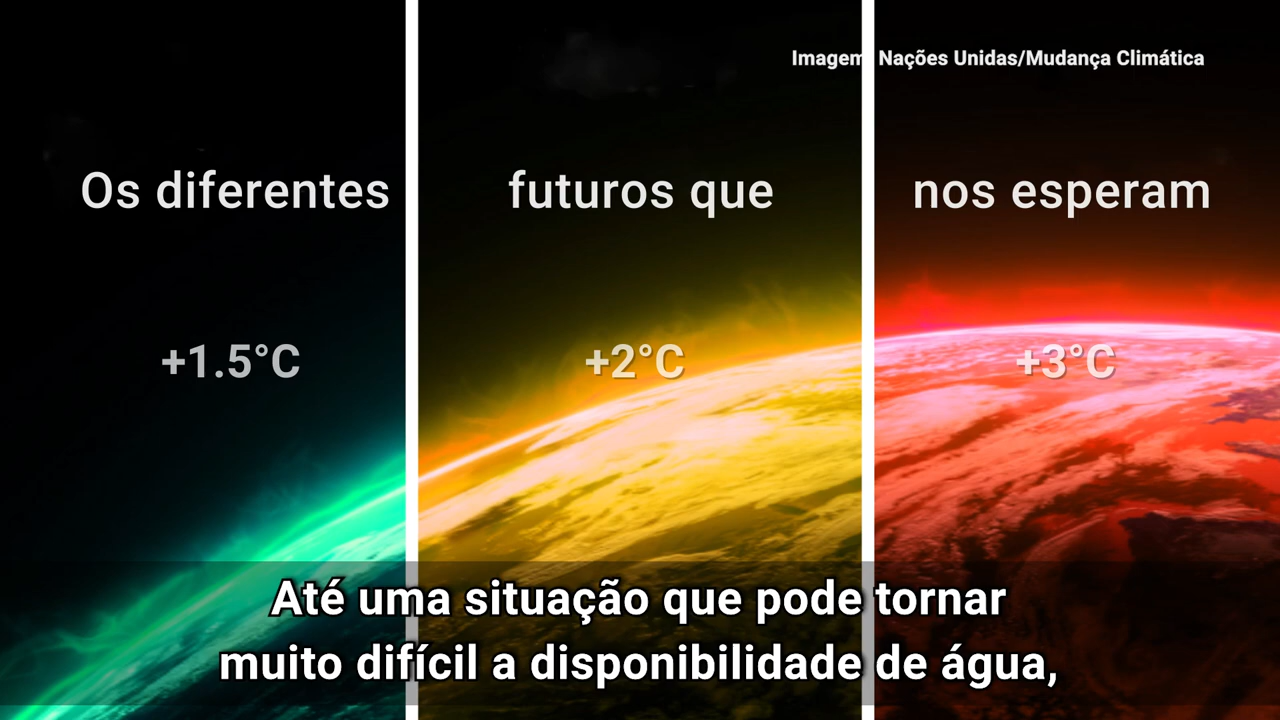 Imagem Nações Unidas/Mudança Climática
Os diferentes futuros que nos esperam
+1.5°C +2°C +3°C
Até uma situação que pode tornar
muito difícil a disponibilidade de água,